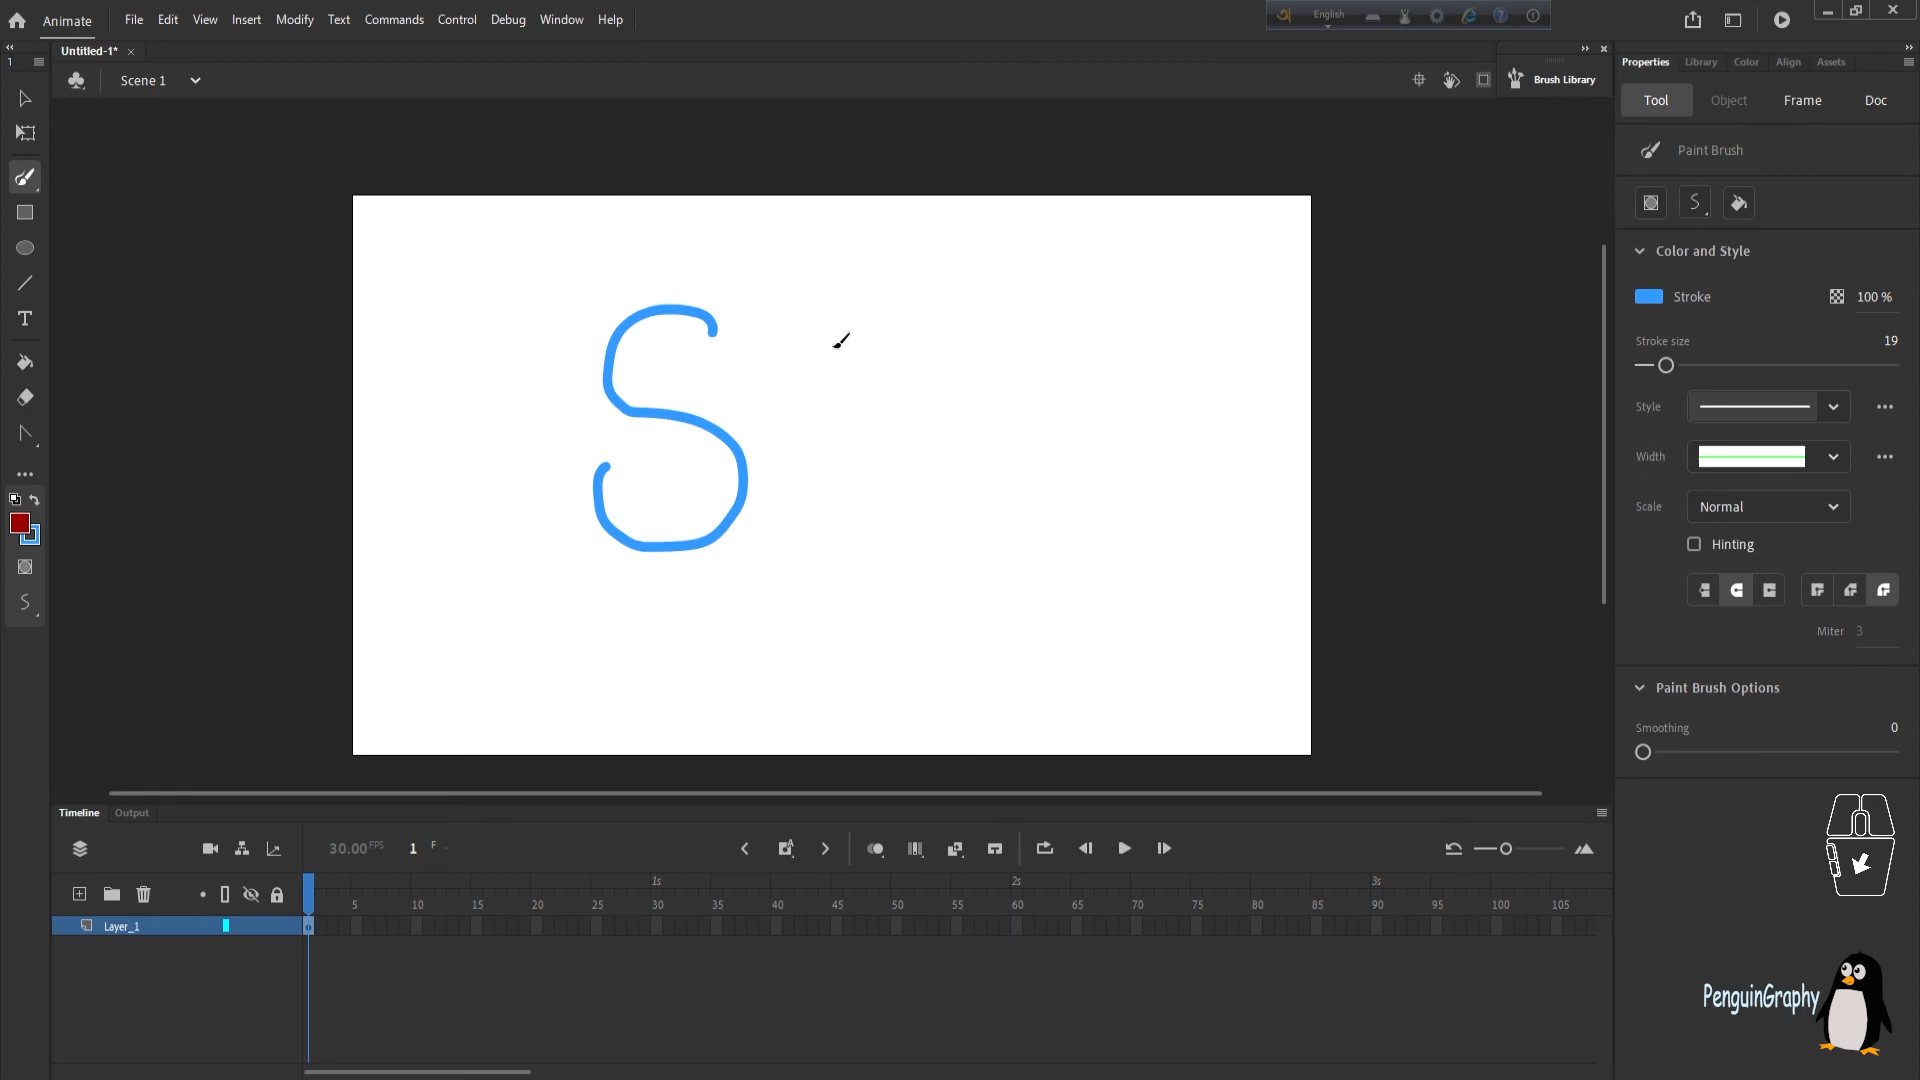 Animate File Edit View Insert Modify Text Commands Control Debug Window Help
English
Untitled-1*
Scene 1
Brush Library
Properties Library Color Align Assets
Tool Object Frame Doc
Paint Brush
Color and Style
Stroke 100 %
Stroke size 19
Style
Width
Scale Normal
Hinting
Miter 3
Paint Brush Options
Smoothing 0
S
Timeline Output
30.00 FPS 1 F
1s 2s 3s
5 10 15 20 25 30 35 40 45 50 55 60 65 70 75 80 85 90 95 100 105
Layer_1
PenguinGraphy